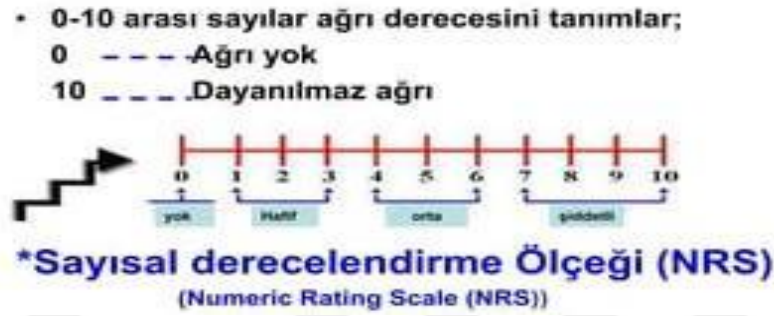 • 0-10 arası sayılar ağrı derecesini tanımlar;
0 – – – -Ağrı yok
10 _ _ _ _Dayanılmaz ağrı
0 1 2 3 4 5 6 7 8 9 10
yok Hafif orta şiddetli
*Sayısal derecelendirme Ölçeği (NRS)
(Numeric Rating Scale (NRS))